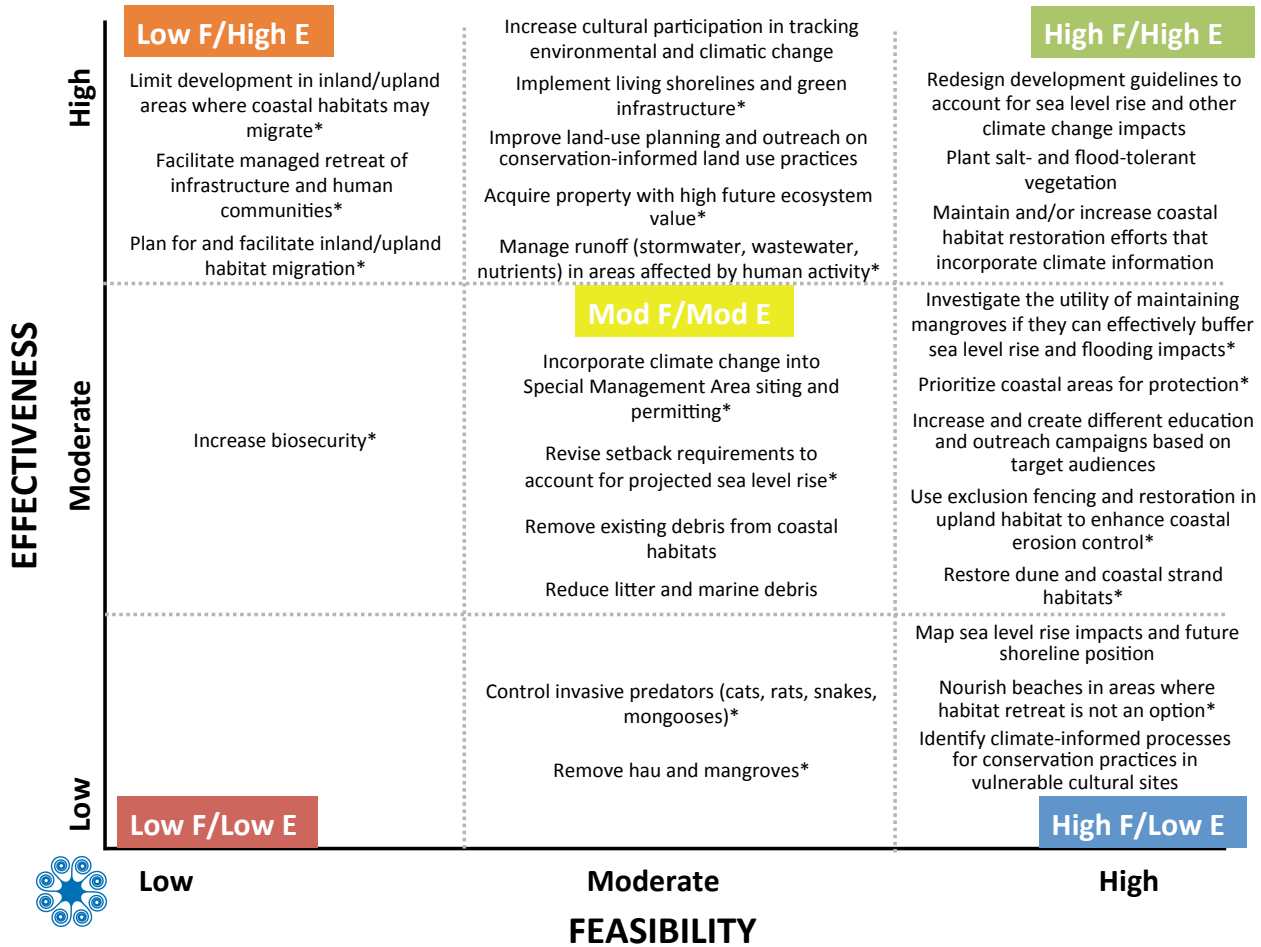 Low F/High E
Limit development in inland/upland
areas where coastal habitats may
migrate*
Facilitate managed retreat of
infrastructure and human
communities*
Plan for and facilitate inland/upland
habitat migration*
Increase cultural participation in tracking
environmental and climatic change
Implement living shorelines and green
infrastructure*
Improve land-use planning and outreach on
conservation-informed land use practices
Acquire property with high future ecosystem
value*
Manage runoff (stormwater, wastewater,
nutrients) in areas affected by human activity*
High F/High E
Redesign development guidelines to
account for sea level rise and other
climate change impacts
Plant salt- and flood-tolerant
vegetation
Maintain and/or increase coastal
habitat restoration efforts that
incorporate climate information
High
EFFECTIVENESS
Moderate
Increase biosecurity*
Mod F/Mod E
Incorporate climate change into
Special Management Area siting and
permitting*
Revise setback requirements to
account for projected sea level rise*
Remove existing debris from coastal
habitats
Reduce litter and marine debris
Investigate the utility of maintaining
mangroves if they can effectively buffer
sea level rise and flooding impacts*
Prioritize coastal areas for protection*
Increase and create different education
and outreach campaigns based on
target audiences
Use exclusion fencing and restoration in
upland habitat to enhance coastal
erosion control*
Restore dune and coastal strand
habitats*
Low
Low F/Low E
Control invasive predators (cats, rats, snakes,
mongooses)*
Remove hau and mangroves*
Map sea level rise impacts and future
shoreline position
Nourish beaches in areas where
habitat retreat is not an option*
Identify climate-informed processes
for conservation practices in
vulnerable cultural sites
High F/Low E
Low
Moderate
High
FEASIBILITY